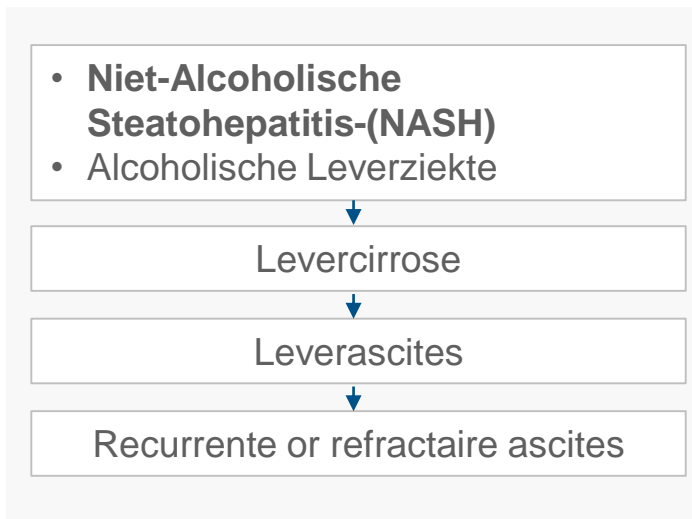 • Niet-Alcoholische
Steatohepatitis-(NASH)
• Alcoholische Leverziekte
Levercirrose
Leverascites
Recurrente or refractaire ascites